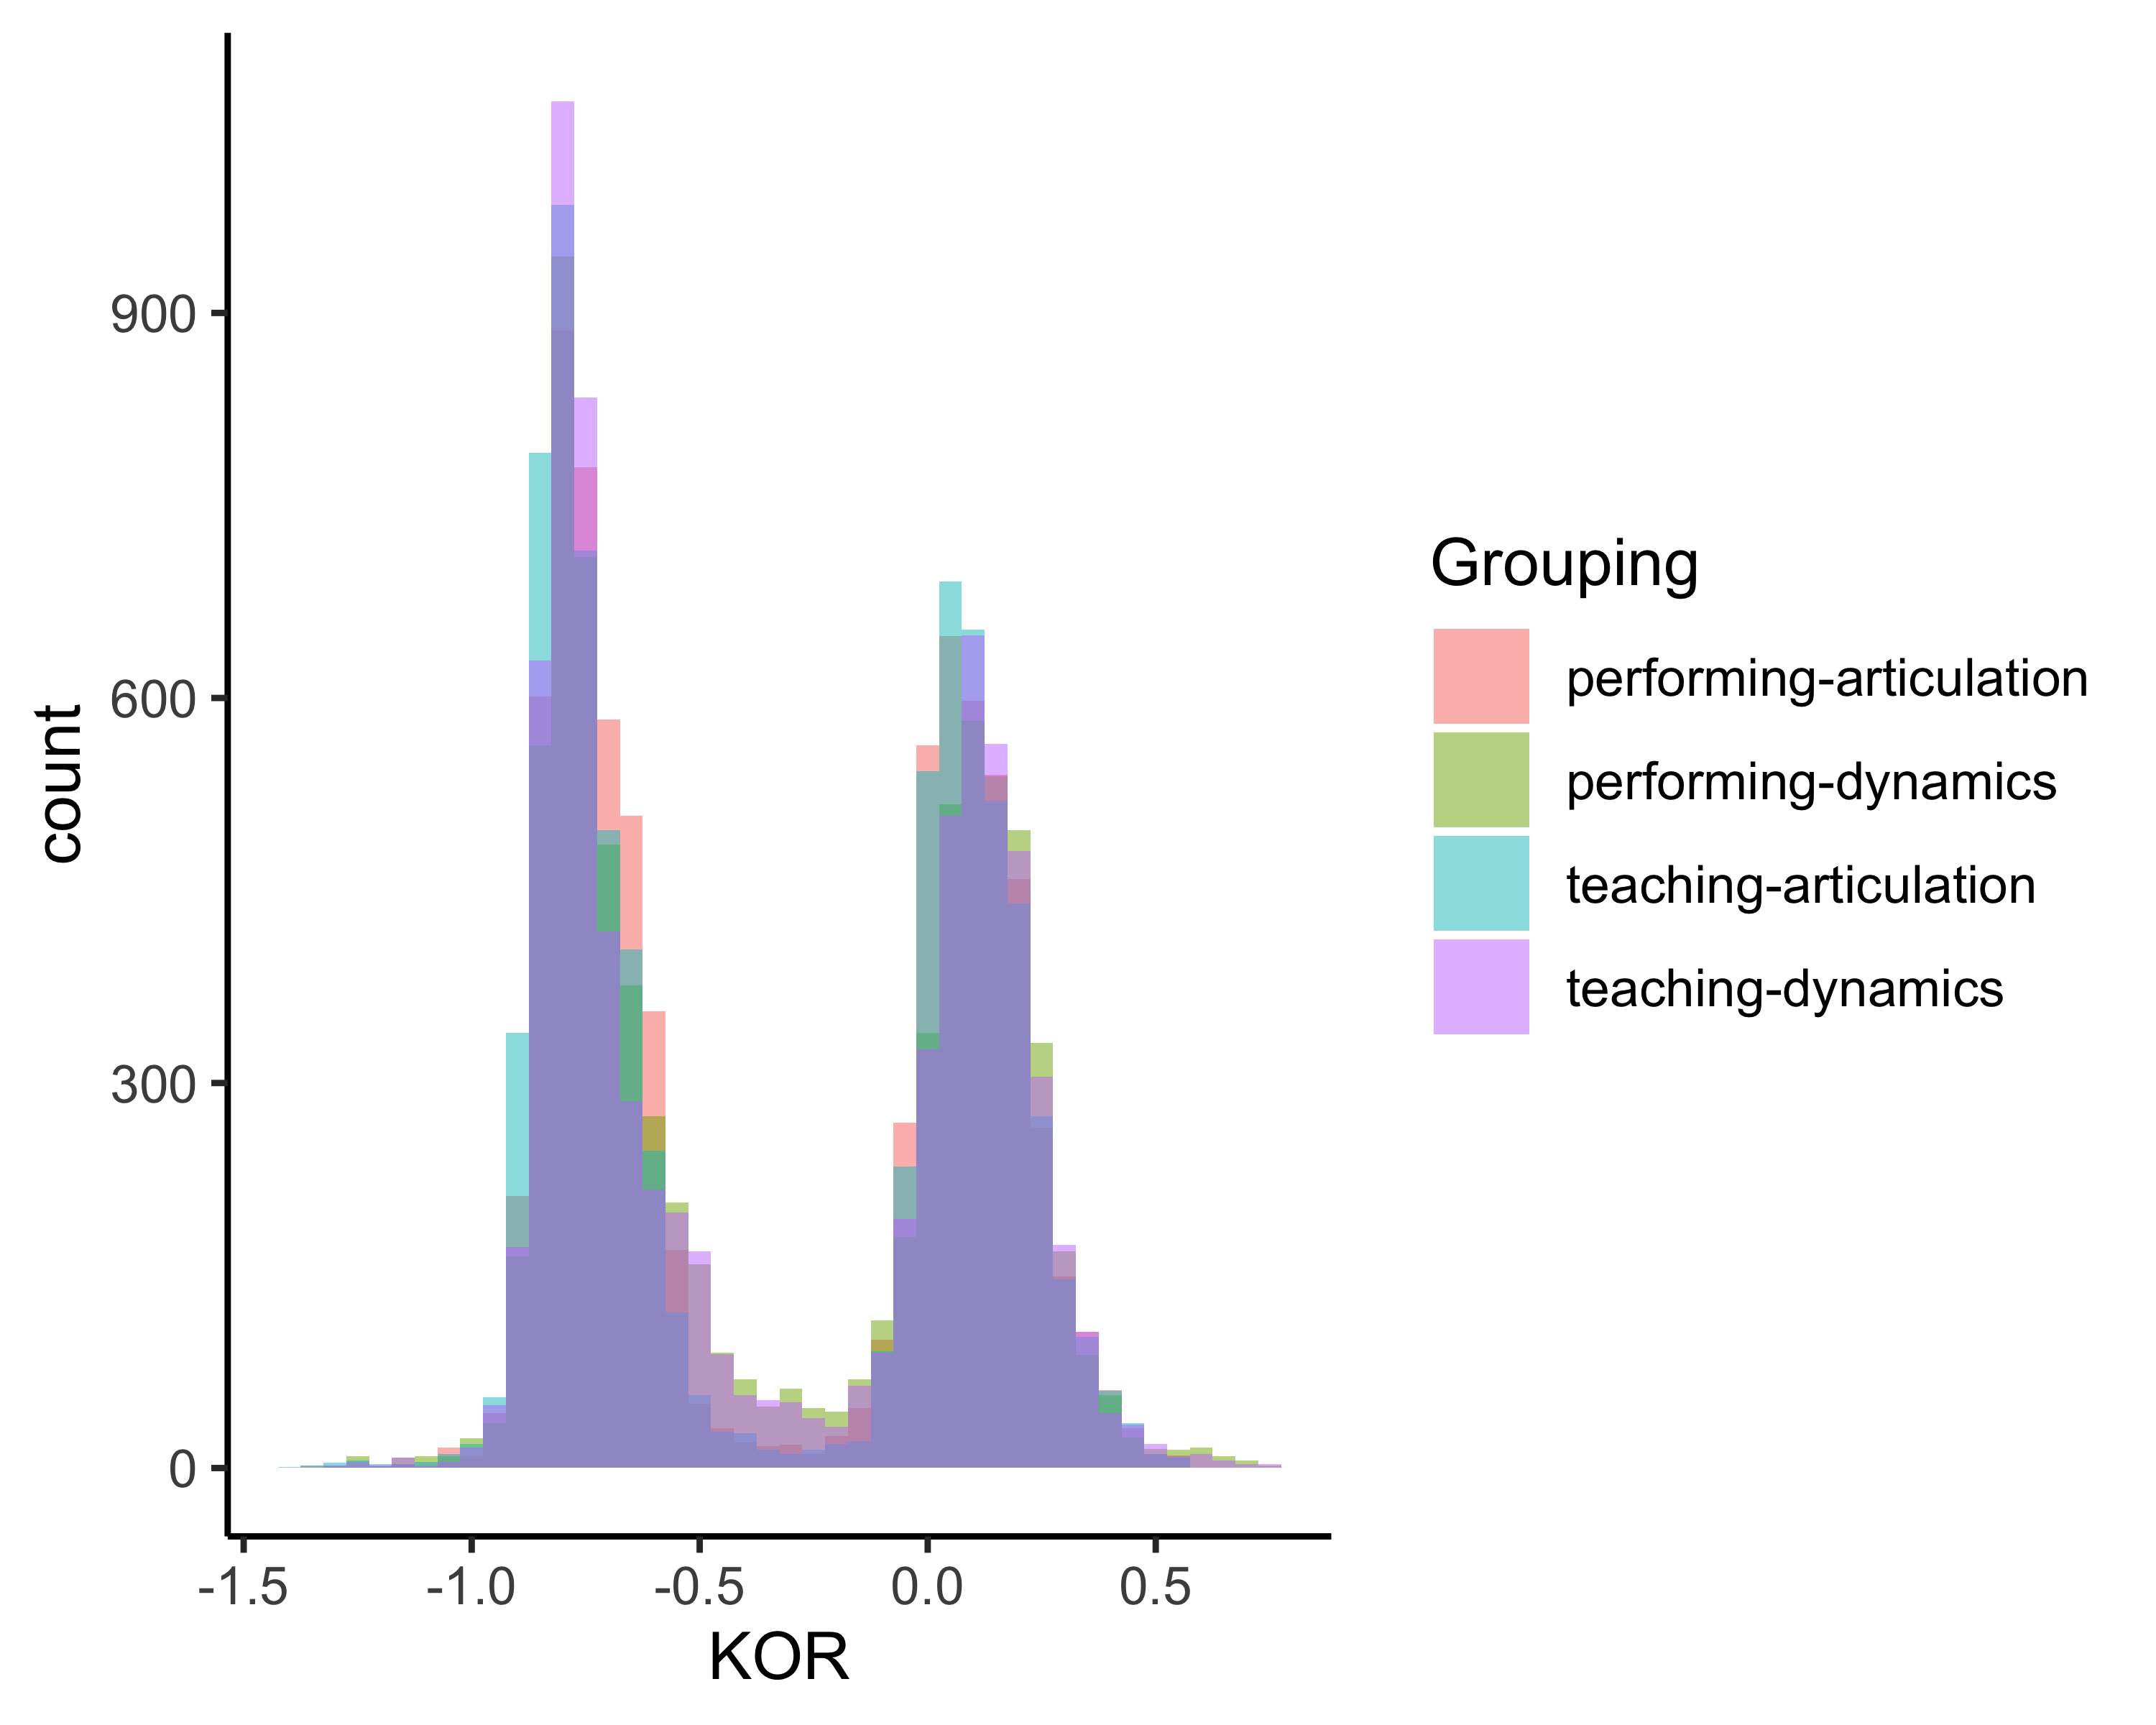 count
900
600
300
0
-1.5 -1.0 -0.5 0.0 0.5
KOR
Grouping
performing-articulation
performing-dynamics
teaching-articulation
teaching-dynamics